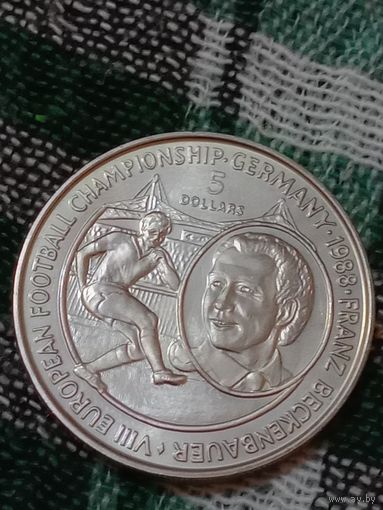 VIII EUROPEAN FOOTBALL CHAMPIONSHIP · GERMANY · 1988 · FRANZ BECKENBAUER ·
5
DOLLARS
www.ay.by